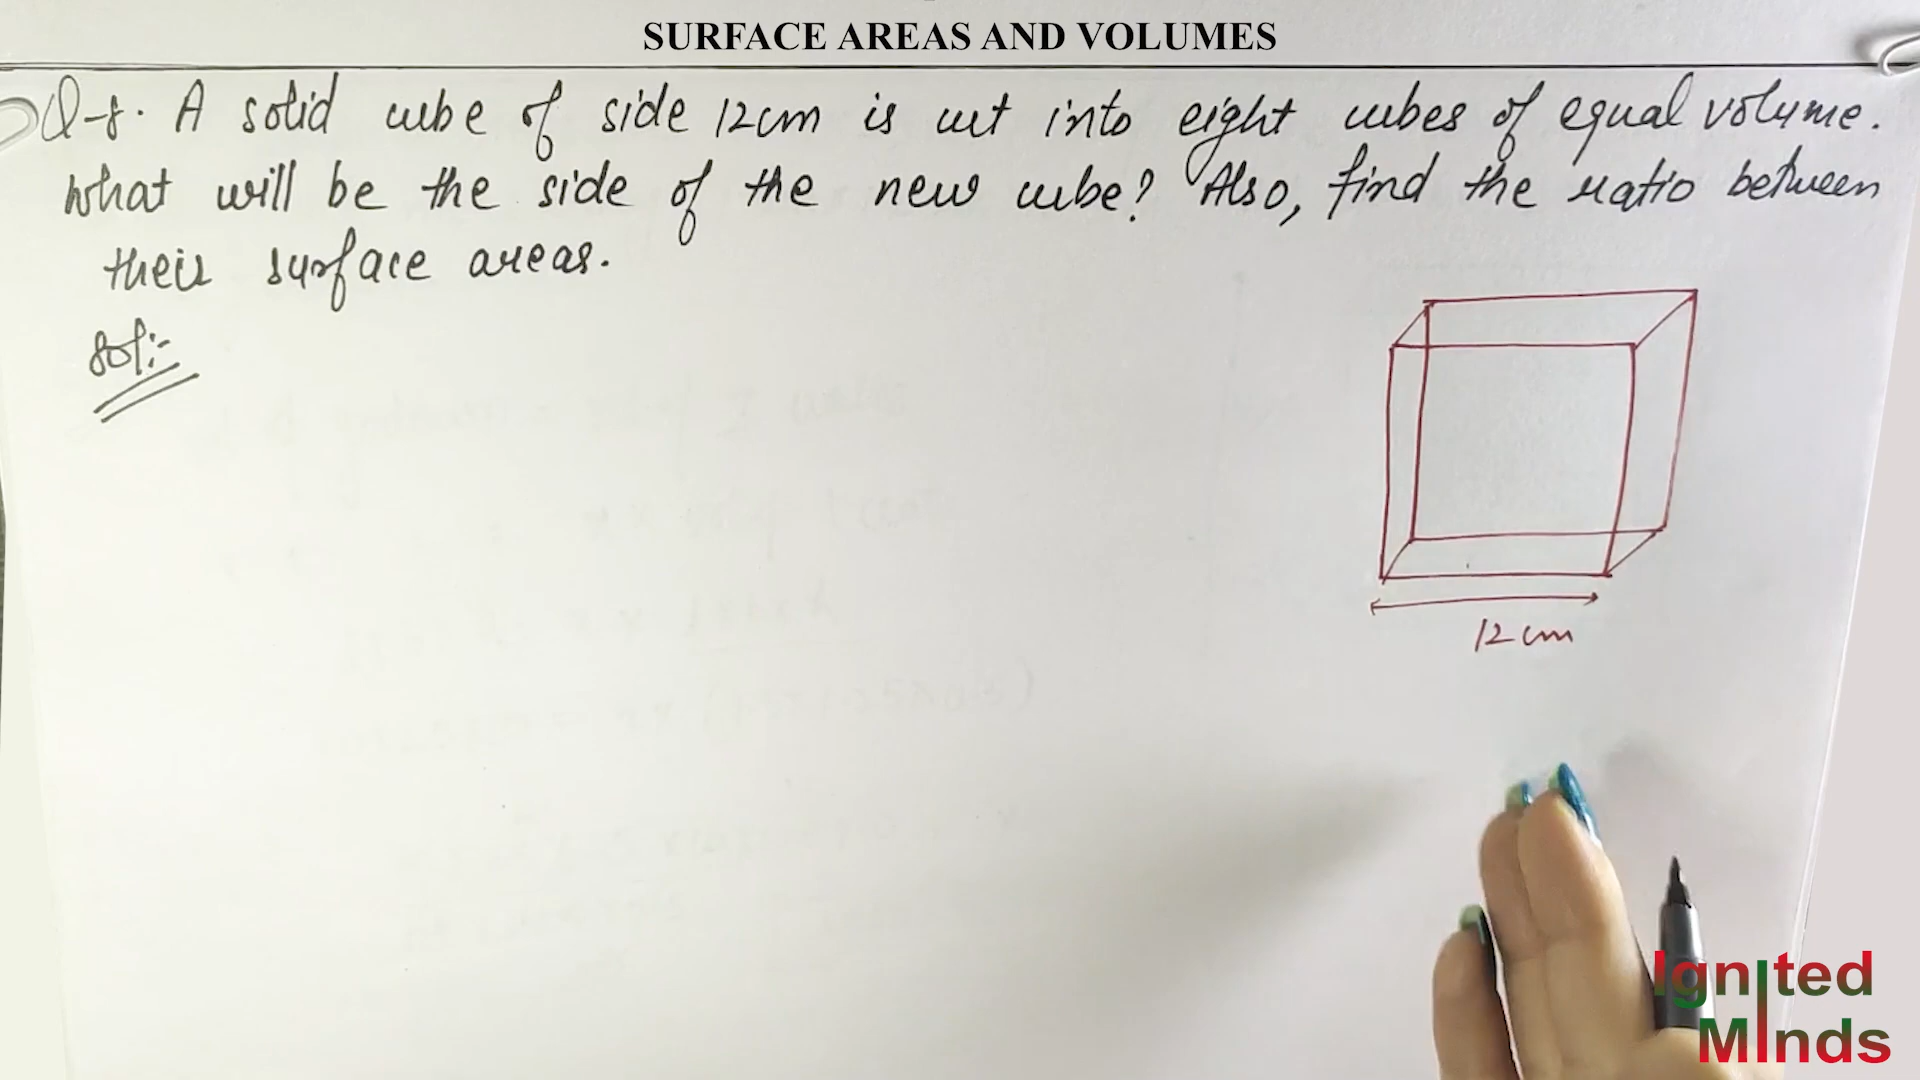 SURFACE AREAS AND VOLUMES
Q-8. A solid cube of side 12cm is cut into eight cubes of equal volume.
What will be the side of the new cube? Also, find the ratio between
their surface areas.
Sol:-
12 cm
Ignited
Minds